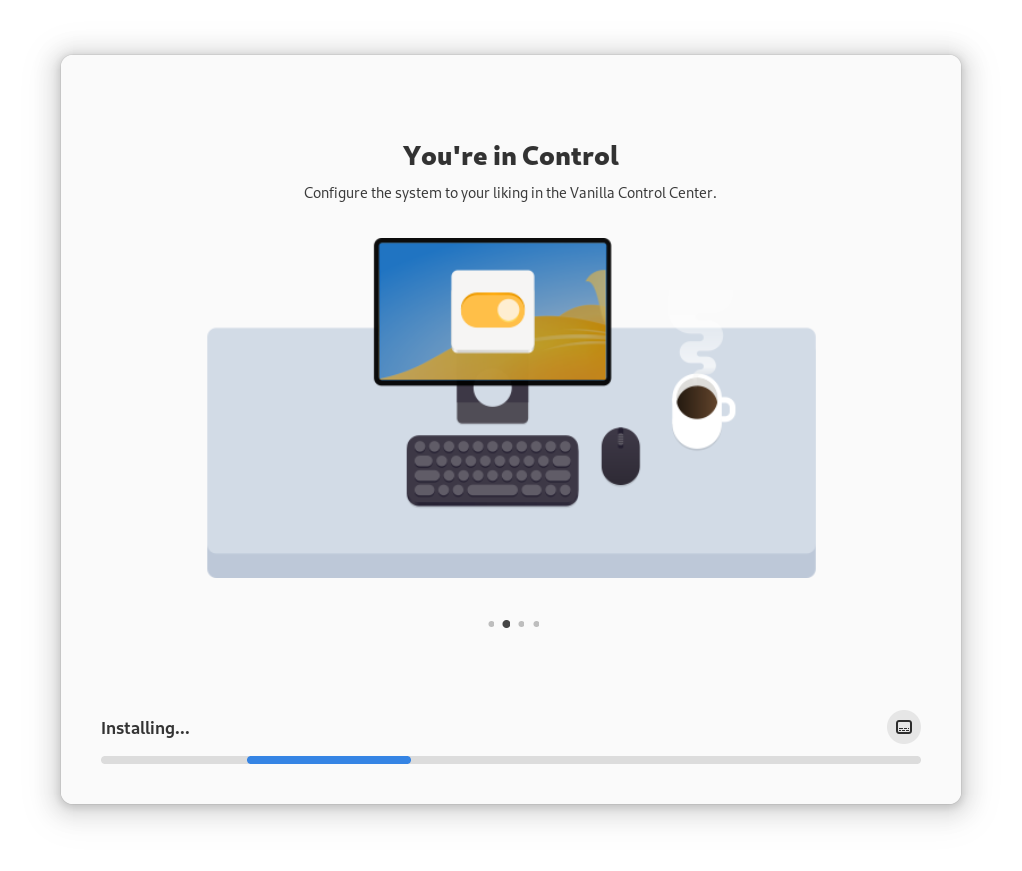 You're in Control
Configure the system to your liking in the Vanilla Control Center.
Installing...